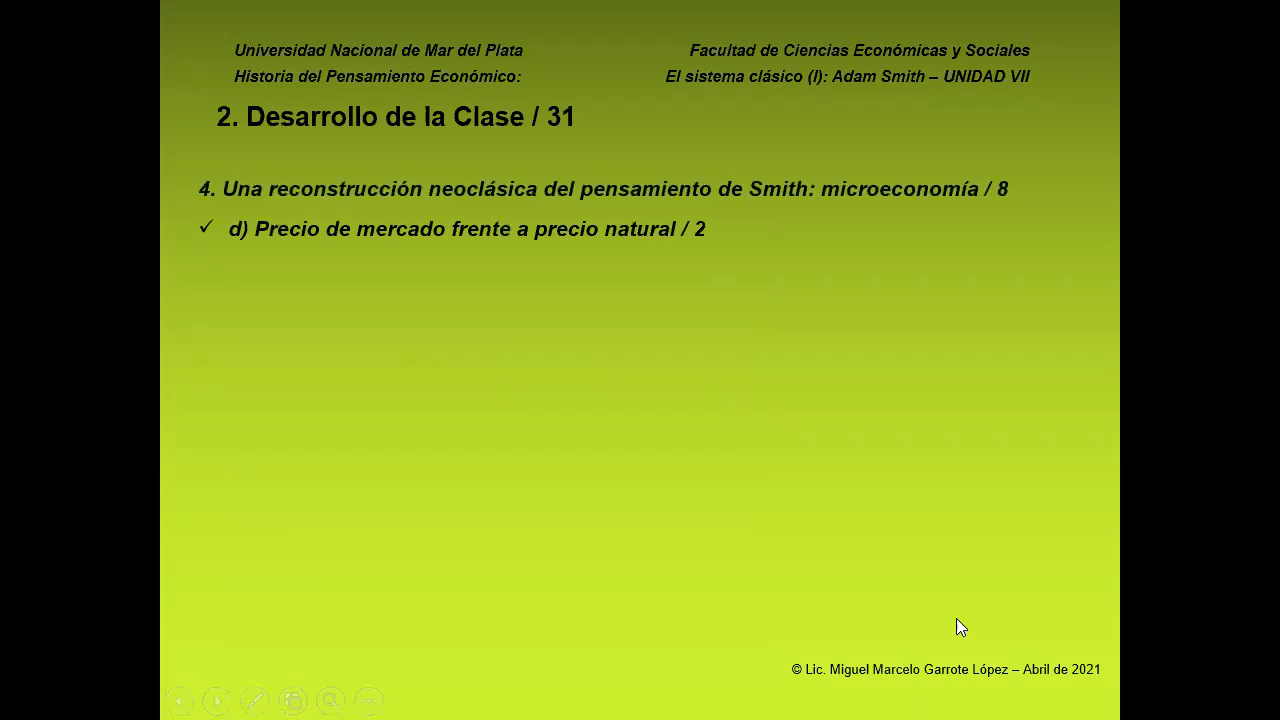 Universidad Nacional de Mar del Plata Facultad de Ciencias Económicas y Sociales
Historia del Pensamiento Económico: El sistema clásico (I): Adam Smith – UNIDAD VII
2. Desarrollo de la Clase / 31
4. Una reconstrucción neoclásica del pensamiento de Smith: microeconomía / 8
✓ d) Precio de mercado frente a precio natural / 2
© Lic. Miguel Marcelo Garrote López – Abril de 2021